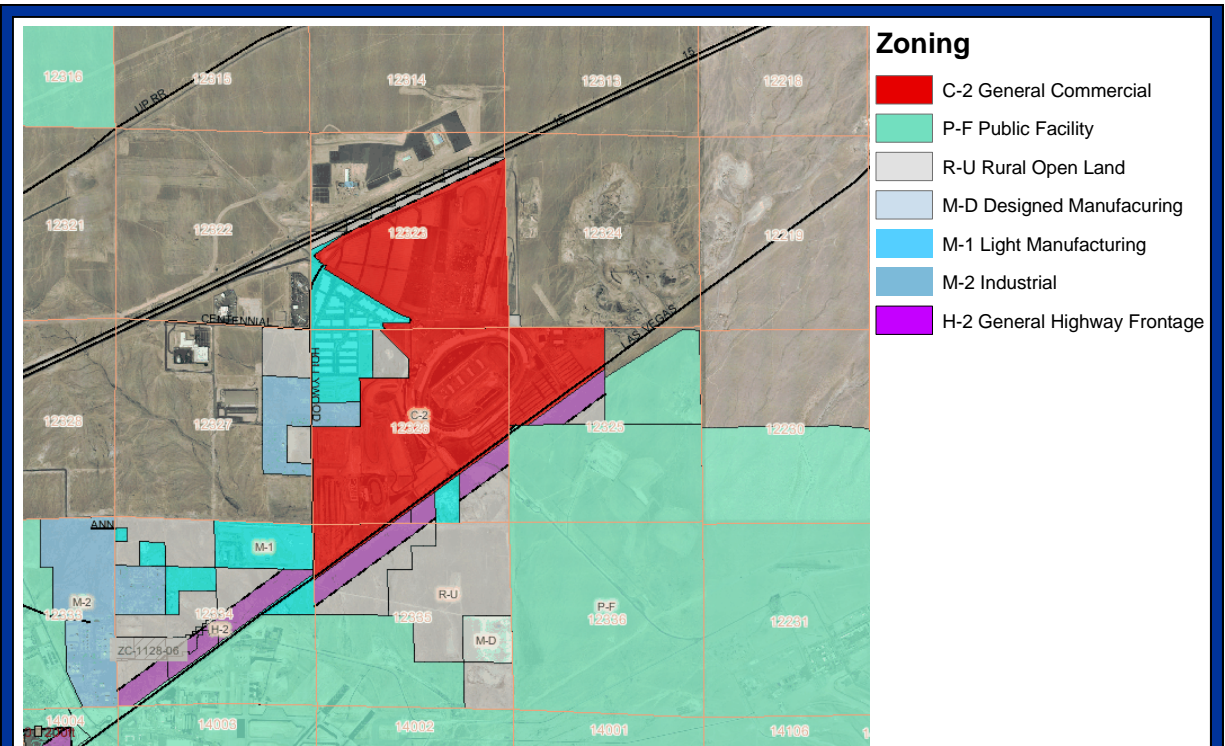 Zoning
C-2 General Commercial
P-F Public Facility
R-U Rural Open Land
M-D Designed Manufacuring
M-1 Light Manufacturing
M-2 Industrial
H-2 General Highway Frontage
12316
12315
12314
12313
12218
15
UP RR
15
12321
12322
12323
12324
12219
CENTENNIAL
LAS VEGAS
HOLLYWOOD
12328
12327
C-2
12326
12325
12230
ANN
M-1
M-2
R-U
P-F
12334
12335
12336
12231
H-2
M-D
ZC-1128-06
14004
14003
14002
14001
14106